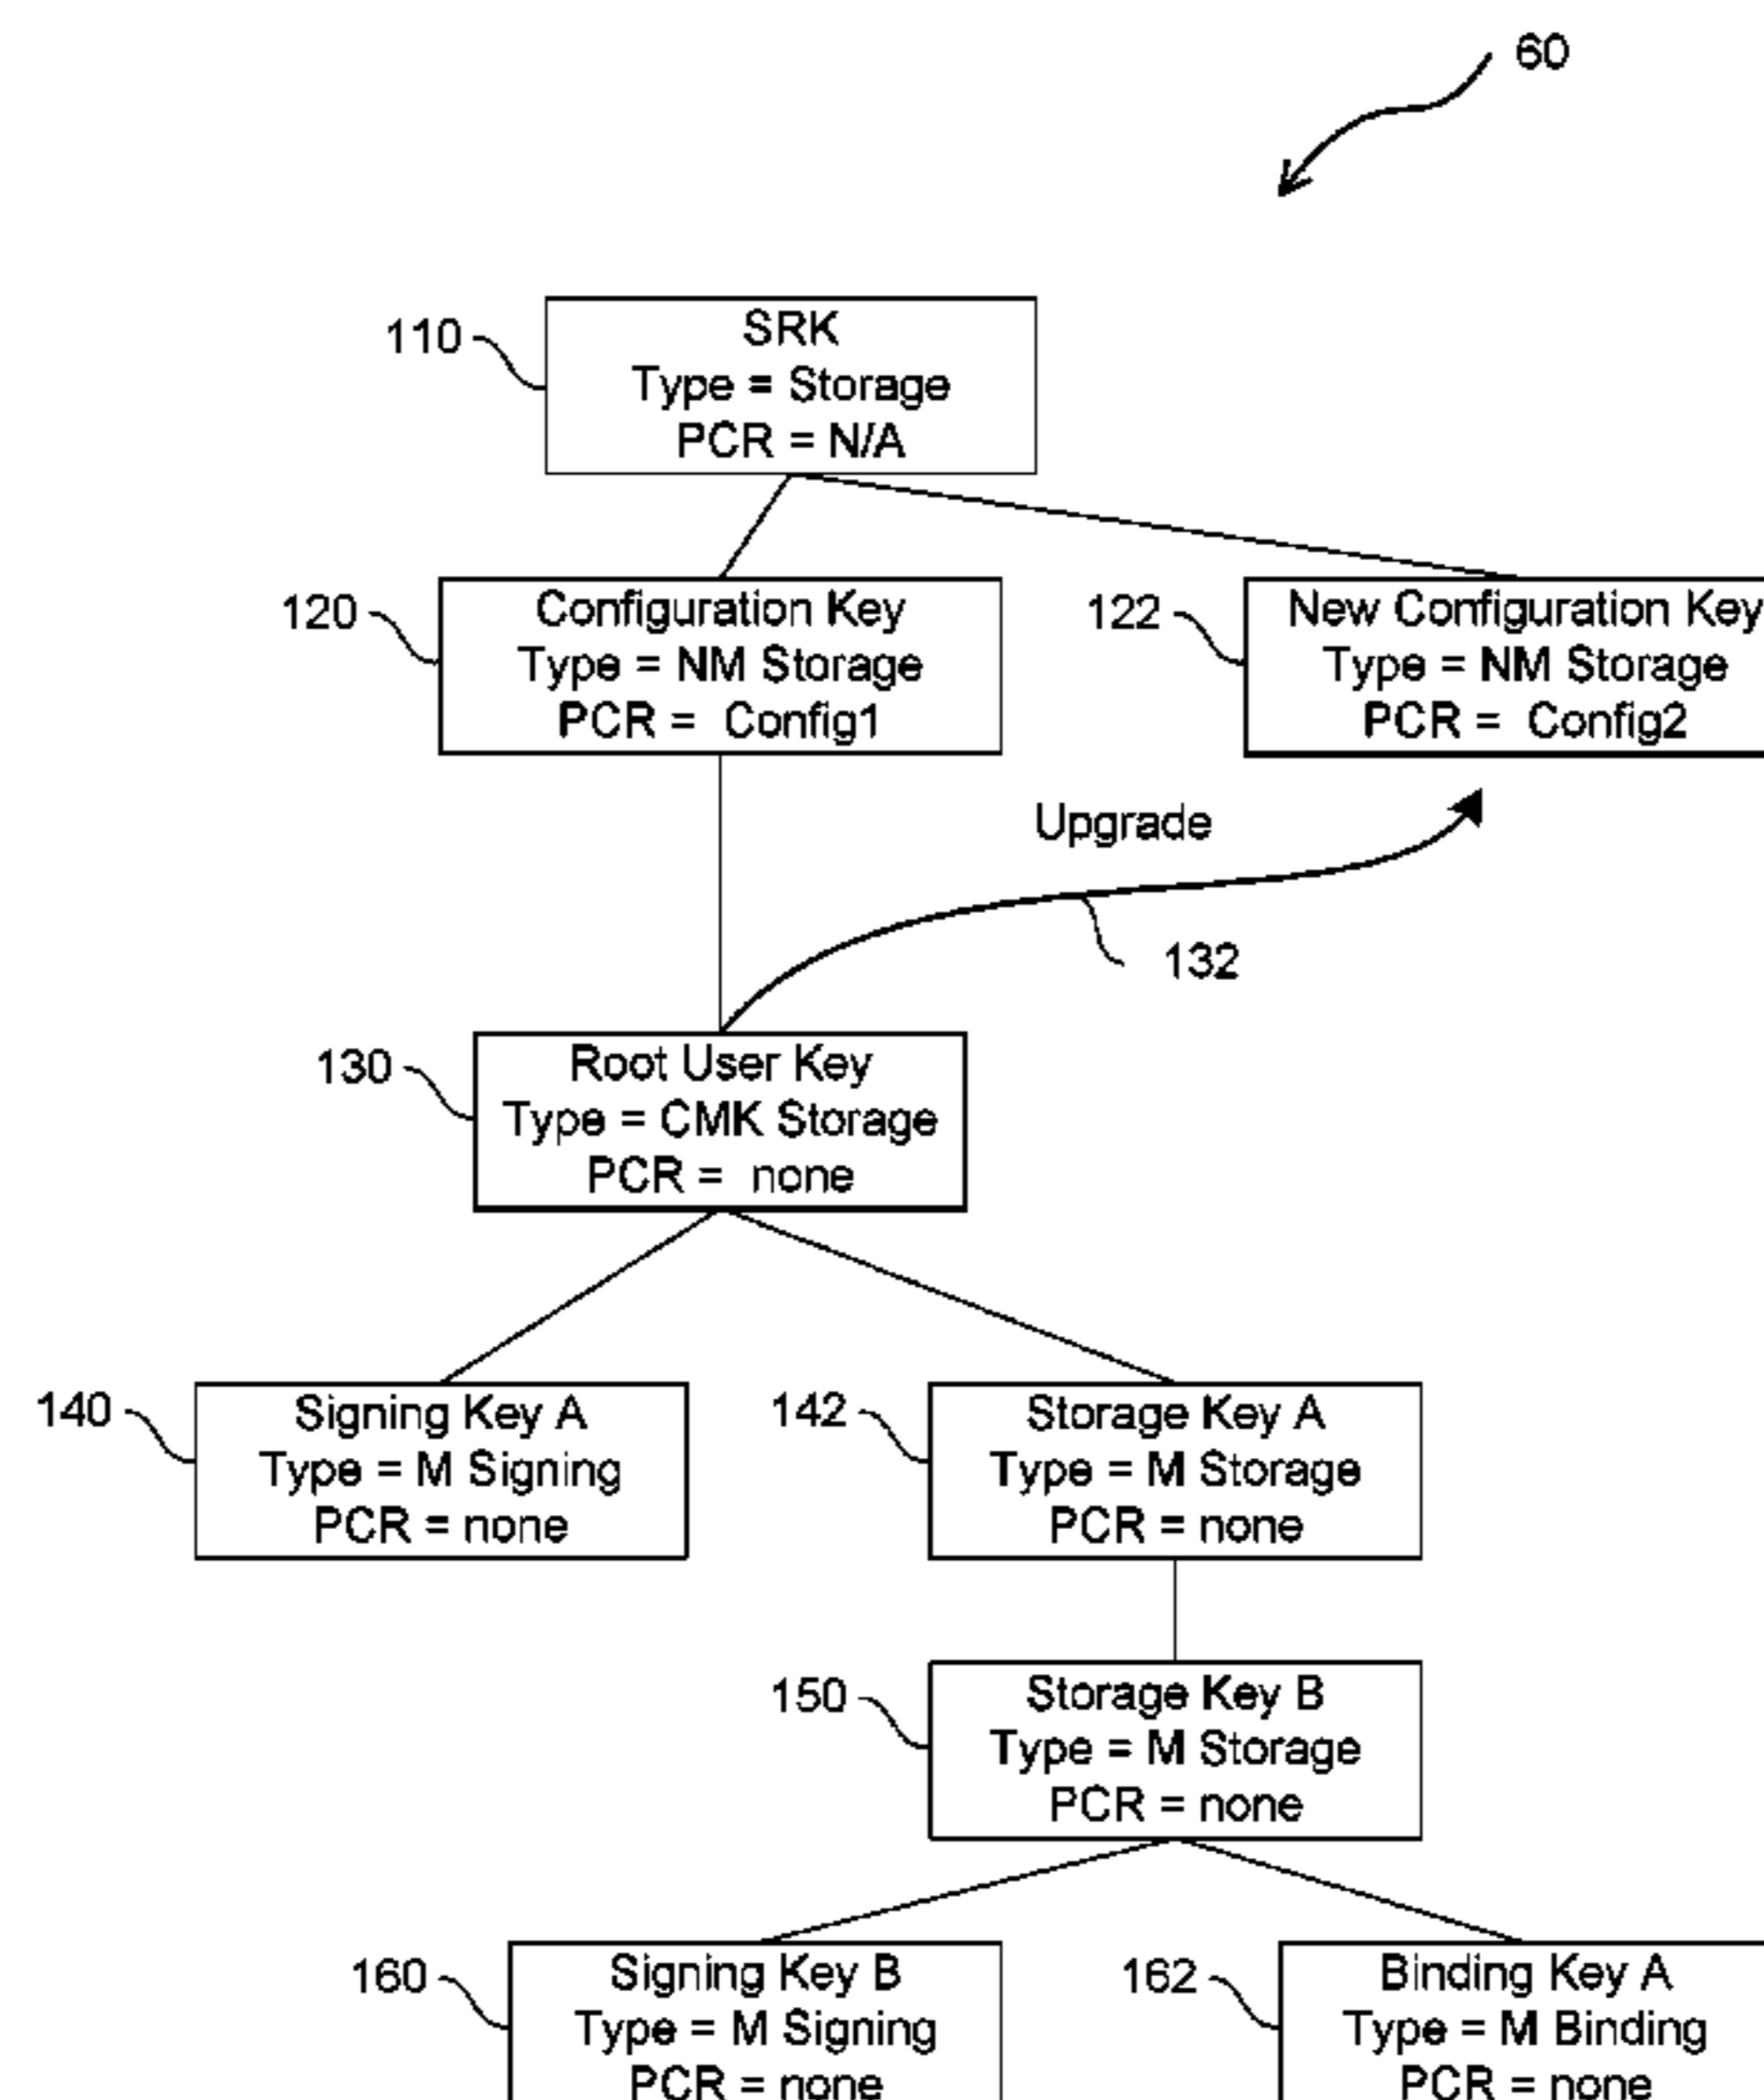 60
110
SRK
Type = Storage
PCR = N/A
120
Configuration Key
Type = NM Storage
PCR = Config1
122
New Configuration Key
Type = NM Storage
PCR = Config2
Upgrade
132
130
Root User Key
Type = CMK Storage
PCR = none
140
Signing Key A
Type = M Signing
PCR = none
142
Storage Key A
Type = M Storage
PCR = none
150
Storage Key B
Type = M Storage
PCR = none
160
Signing Key B
Type = M Signing
PCR = none
162
Binding Key A
Type = M Binding
PCR = none